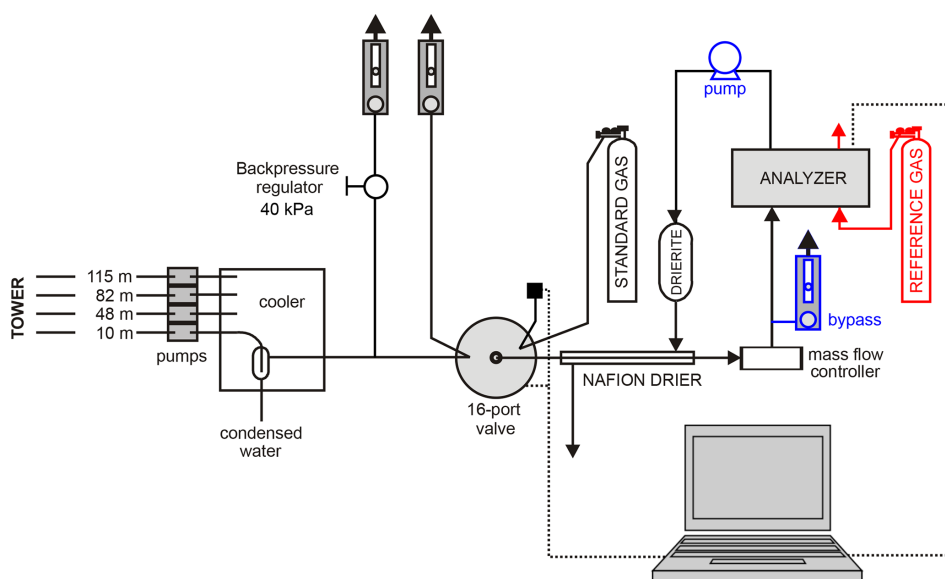 pump
Backpressure
regulator
40 kPa
STANDARD GAS
ANALYZER
REFERENCE GAS
DRIERITE
TOWER
115 m
82 m
48 m
10 m
cooler
pumps
bypass
mass flow
controller
NAFION DRIER
16-port
valve
condensed
water